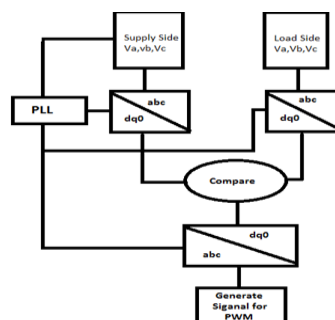 Supply Side
Va,vb,Vc
Load Side
Va,Vb,Vc
PLL
abc
dq0
abc
dq0
Compare
dq0
abc
Generate
Siganal for
PWM